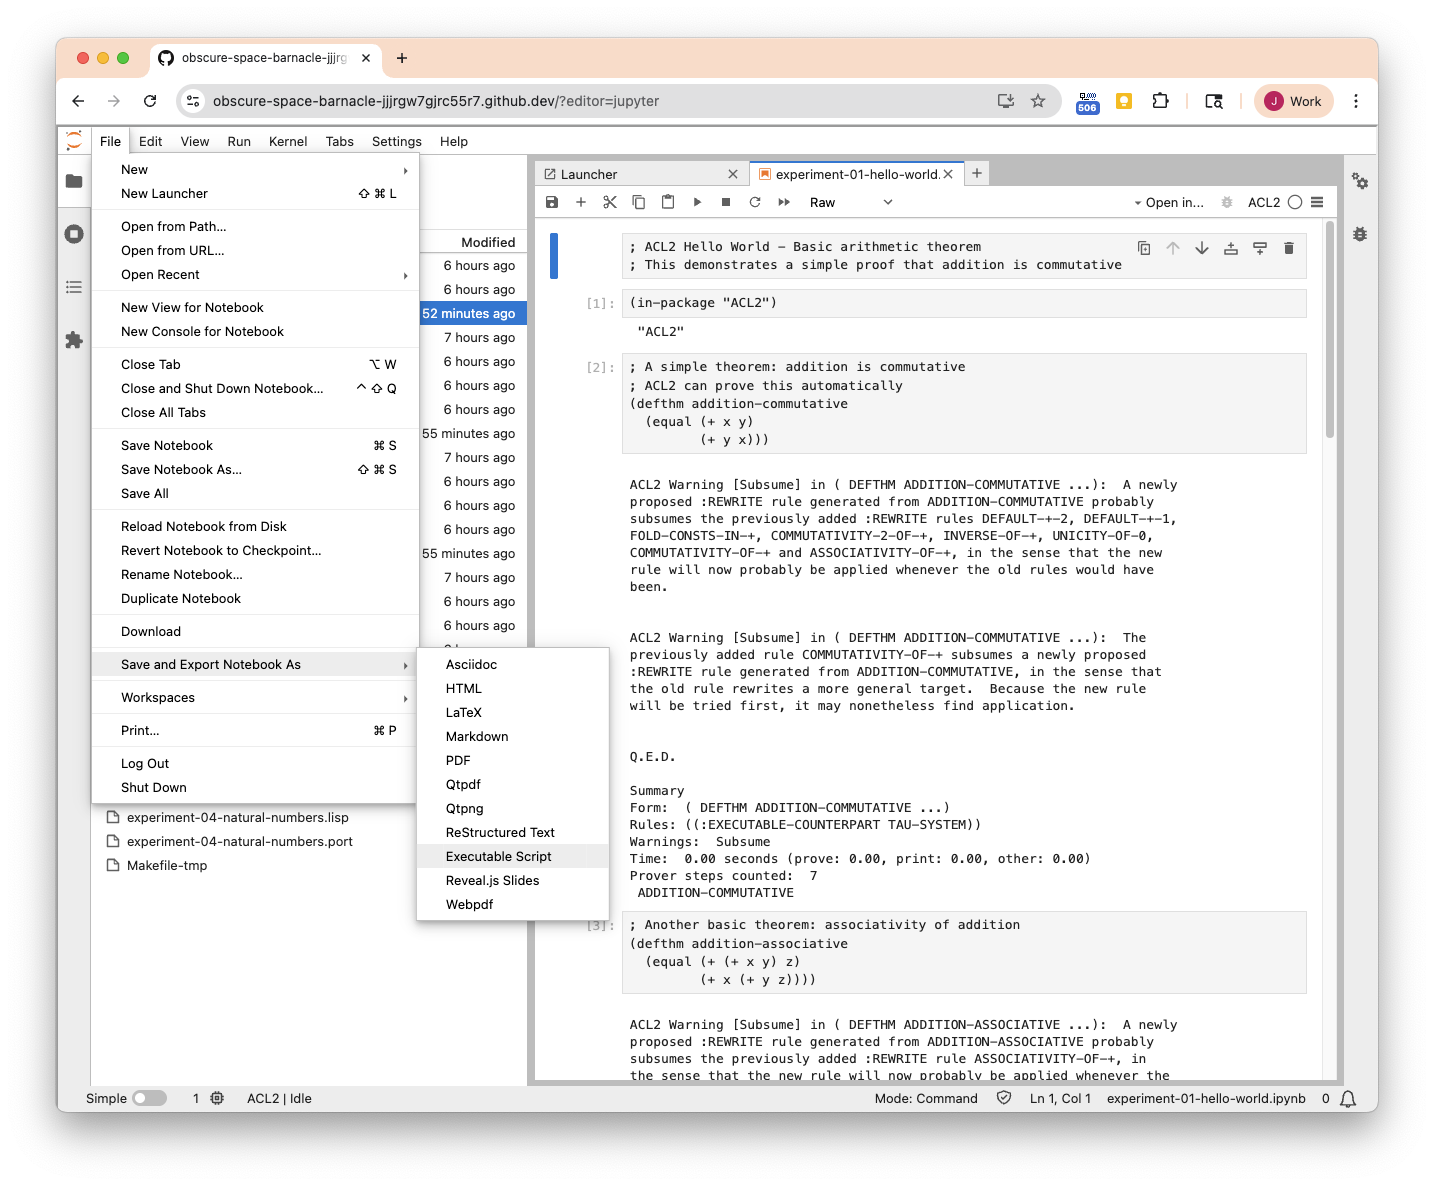 obscure-space-barnacle-jjjrg
obscure-space-barnacle-jjjrgw7gjrc55r7.github.dev/?editor=jupyter
506
J
Work
File Edit View Run Kernel Tabs Settings Help
New
New Launcher ⇧ ⌘ L
Open from Path...
Open from URL...
Open Recent
New View for Notebook
New Console for Notebook
Close Tab ⌥ W
Close and Shut Down Notebook... ^ ⇧ Q
Close All Tabs
Save Notebook ⌘ S
Save Notebook As... ⇧ ⌘ S
Save All
Reload Notebook from Disk
Revert Notebook to Checkpoint...
Rename Notebook...
Duplicate Notebook
Download
Save and Export Notebook As
Workspaces
Print... ⌘ P
Log Out
Shut Down
Asciidoc
HTML
LaTeX
Markdown
PDF
Qtpdf
Qtpng
ReStructured Text
Executable Script
Reveal.js Slides
Webpdf
Modified
6 hours ago
6 hours ago
52 minutes ago
7 hours ago
6 hours ago
6 hours ago
6 hours ago
55 minutes ago
7 hours ago
6 hours ago
6 hours ago
6 hours ago
55 minutes ago
7 hours ago
6 hours ago
6 hours ago
experiment-04-natural-numbers.lisp
experiment-04-natural-numbers.port
Makefile-tmp
Launcher
experiment-01-hello-world.
Raw
Open in...
ACL2
; ACL2 Hello World - Basic arithmetic theorem
; This demonstrates a simple proof that addition is commutative
[1]: (in-package "ACL2")
"ACL2"
[2]: ; A simple theorem: addition is commutative
; ACL2 can prove this automatically
(defthm addition-commutative
(equal (+ x y)
(+ y x)))
ACL2 Warning [Subsume] in ( DEFTHM ADDITION-COMMUTATIVE ...): A newly
proposed :REWRITE rule generated from ADDITION-COMMUTATIVE probably
subsumes the previously added :REWRITE rules DEFAULT-+-2, DEFAULT-+-1,
FOLD-CONSTS-IN-+, COMMUTATIVITY-2-OF-+, INVERSE-OF-+, UNICITY-OF-0,
COMMUTATIVITY-OF-+ and ASSOCIATIVITY-OF-+, in the sense that the new
rule will now probably be applied whenever the old rules would have
been.
ACL2 Warning [Subsume] in ( DEFTHM ADDITION-COMMUTATIVE ...): The
previously added rule COMMUTATIVITY-OF-+ subsumes a newly proposed
:REWRITE rule generated from ADDITION-COMMUTATIVE, in the sense that
the old rule rewrites a more general target. Because the new rule
will be tried first, it may nonetheless find application.
Q.E.D.
Summary
Form: ( DEFTHM ADDITION-COMMUTATIVE ...)
Rules: ((:EXECUTABLE-COUNTERPART TAU-SYSTEM))
Warnings: Subsume
Time: 0.00 seconds (prove: 0.00, print: 0.00, other: 0.00)
Prover steps counted: 7
ADDITION-COMMUTATIVE
[3]: ; Another basic theorem: associativity of addition
(defthm addition-associative
(equal (+ (+ x y) z)
(+ x (+ y z))))
ACL2 Warning [Subsume] in ( DEFTHM ADDITION-ASSOCIATIVE ...): A newly
proposed :REWRITE rule generated from ADDITION-ASSOCIATIVE probably
subsumes the previously added :REWRITE rule ASSOCIATIVITY-OF-+, in
the sense that the new rule will now probably be applied whenever the
Simple 1 ACL2 | Idle Mode: Command Ln 1, Col 1 experiment-01-hello-world.ipynb 0